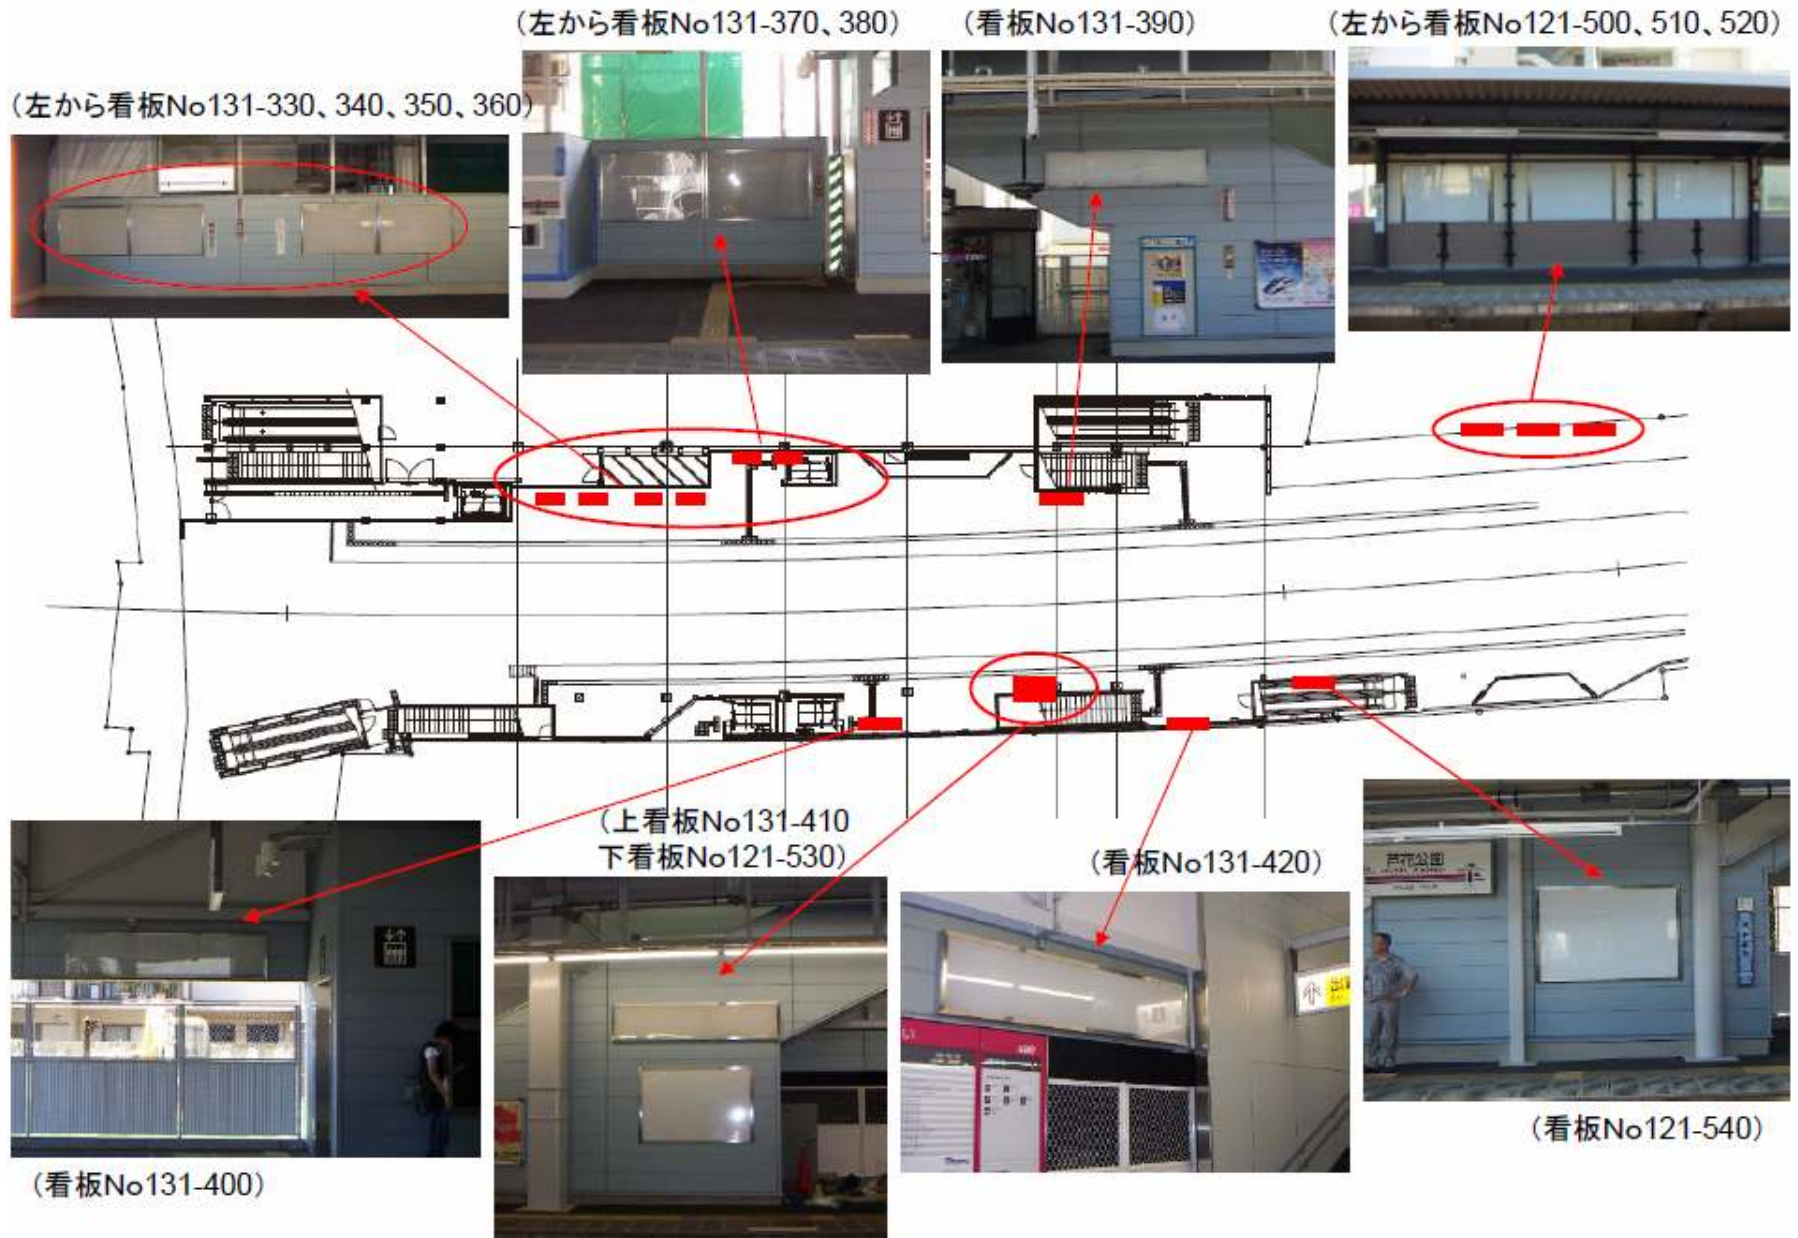 (左から看板No131-370、380)
(看板No131-390)
(左から看板No121-500、510、520)
(左から看板No131-330、340、350、360)
(上看板No131-410
下看板No121-530)
(看板No131-420)
芦花公園
(看板No121-540)
(看板No131-400)